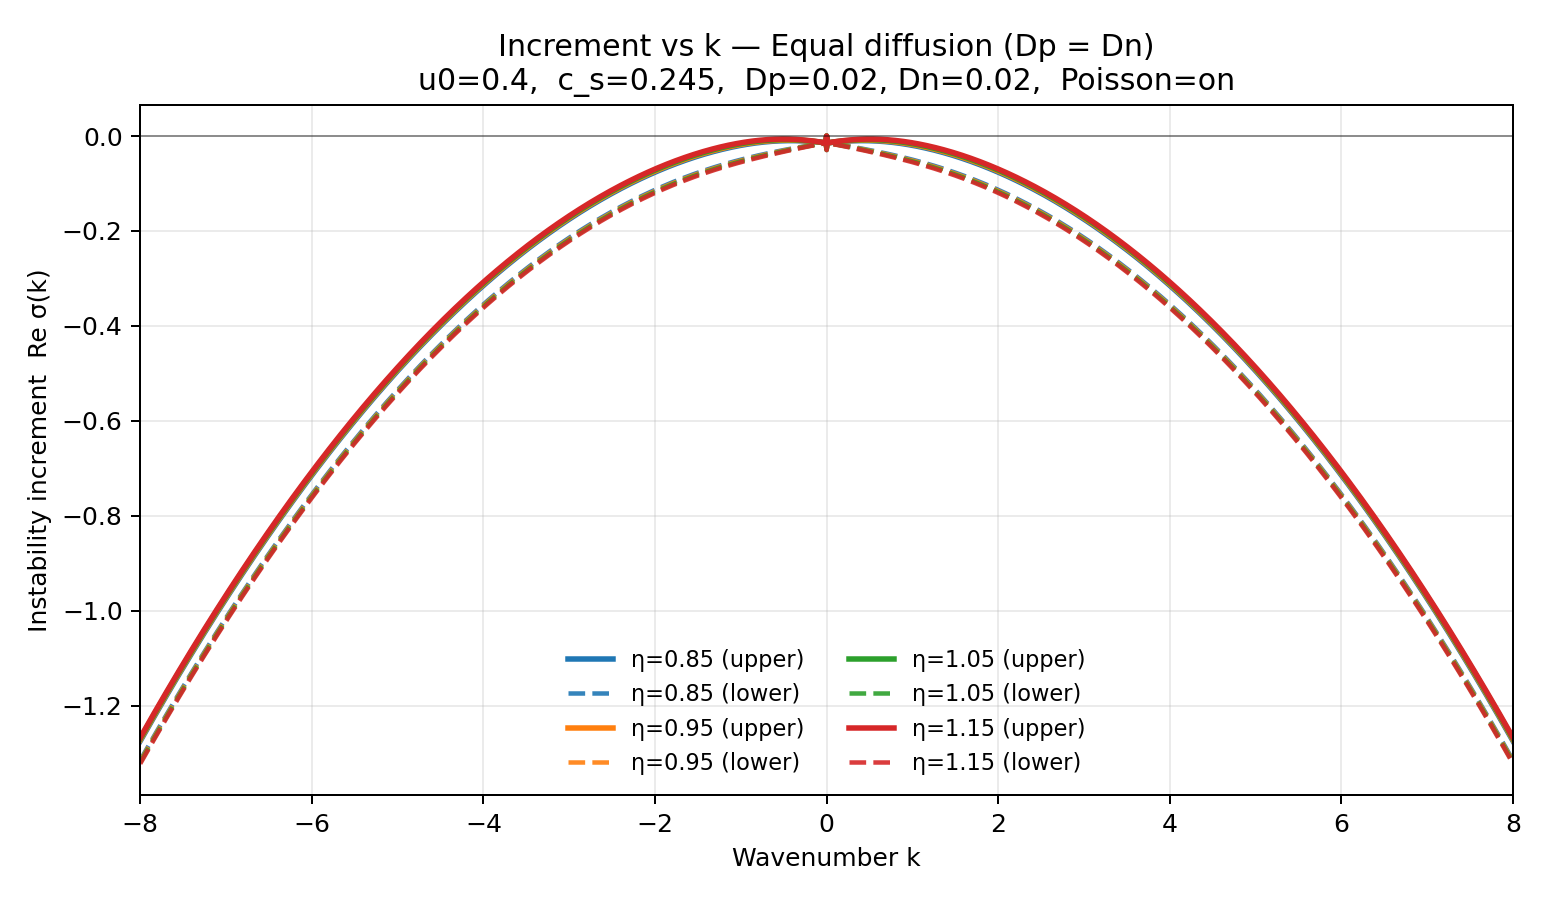 Increment vs k — Equal diffusion (Dp = Dn)
u0=0.4,  c_s=0.245,  Dp=0.02, Dn=0.02,  Poisson=on
Instability increment  Re σ(k)
0.0
−0.2
−0.4
−0.6
−0.8
−1.0
−1.2
η=0.85 (upper)
η=0.85 (lower)
η=0.95 (upper)
η=0.95 (lower)
η=1.05 (upper)
η=1.05 (lower)
η=1.15 (upper)
η=1.15 (lower)
−8 −6 −4 −2 0 2 4 6 8
Wavenumber k